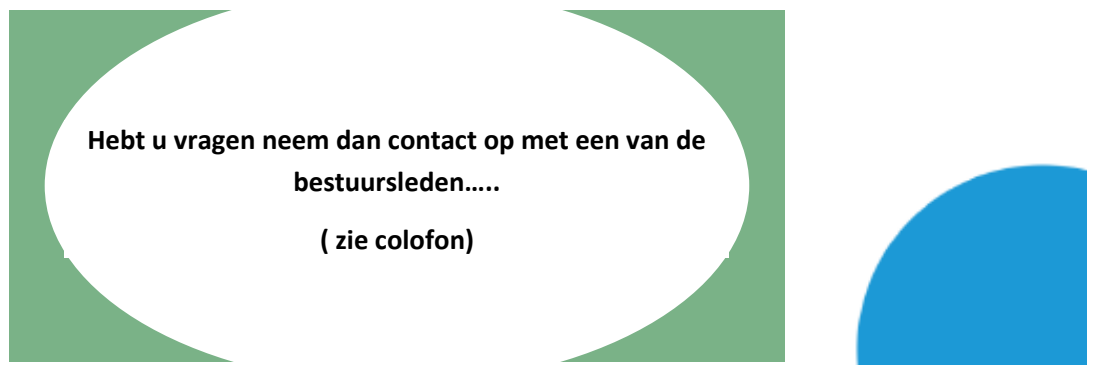 Hebt u vragen neem dan contact op met een van de
bestuursleden…..
( zie colofon)